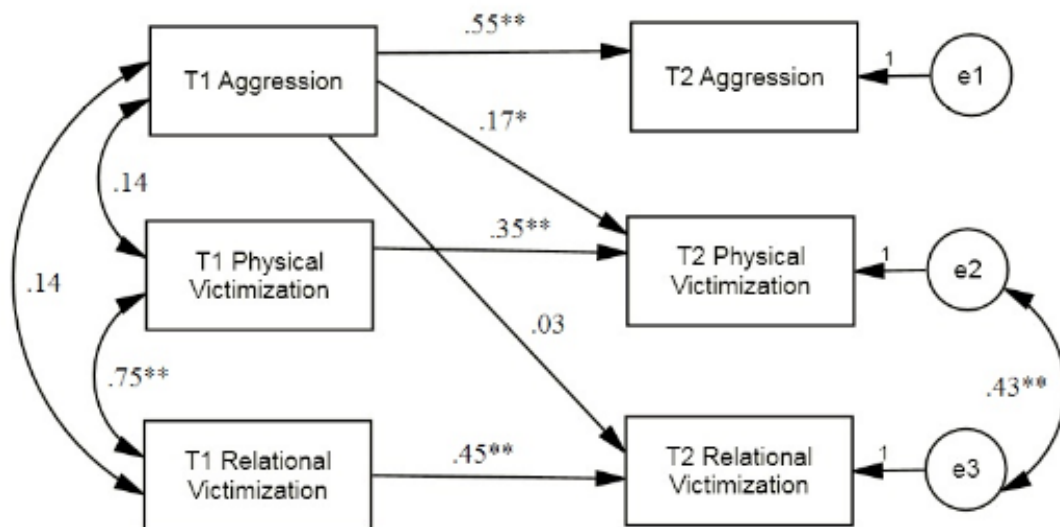 .55**
T1 Aggression
T2 Aggression
1
e1
.17*
.14
.35**
T1 Physical
Victimization
T2 Physical
Victimization
1
e2
.14
.03
.75**
.43**
T1 Relational
Victimization
.45**
T2 Relational
Victimization
1
e3